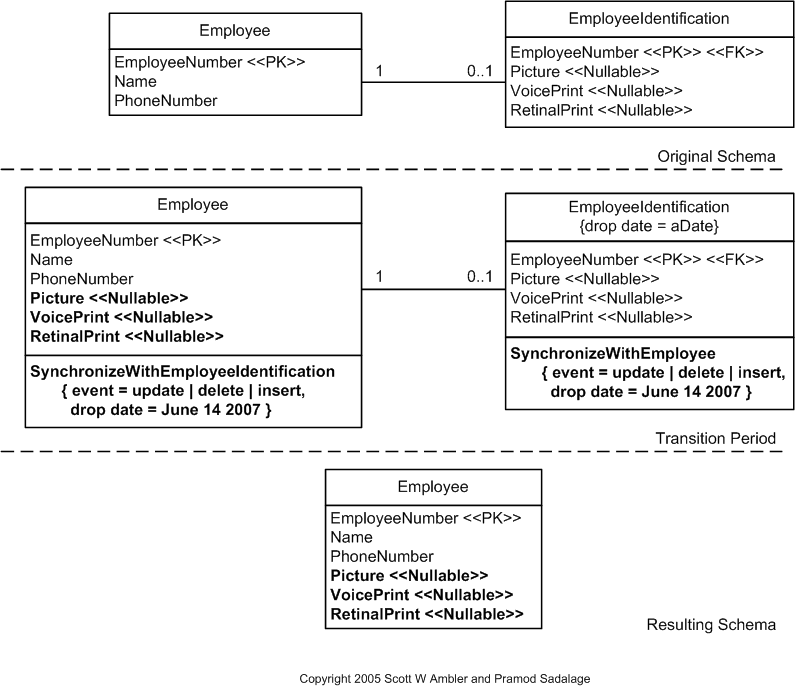 Employee
EmployeeNumber <<PK>>
Name
PhoneNumber
1
0..1
EmployeeIdentification
EmployeeNumber <<PK>> <<FK>>
Picture <<Nullable>>
VoicePrint <<Nullable>>
RetinalPrint <<Nullable>>
Original Schema
Employee
EmployeeNumber <<PK>>
Name
PhoneNumber
Picture <<Nullable>>
VoicePrint <<Nullable>>
RetinalPrint <<Nullable>>
SynchronizeWithEmployeeIdentification
{ event = update | delete | insert,
drop date = June 14 2007 }
1
0..1
EmployeeIdentification
{drop date = aDate}
EmployeeNumber <<PK>> <<FK>>
Picture <<Nullable>>
VoicePrint <<Nullable>>
RetinalPrint <<Nullable>>
SynchronizeWithEmployee
{ event = update | delete | insert,
drop date = June 14 2007 }
Transition Period
Employee
EmployeeNumber <<PK>>
Name
PhoneNumber
Picture <<Nullable>>
VoicePrint <<Nullable>>
RetinalPrint <<Nullable>>
Resulting Schema
Copyright 2005 Scott W Ambler and Pramod Sadalage